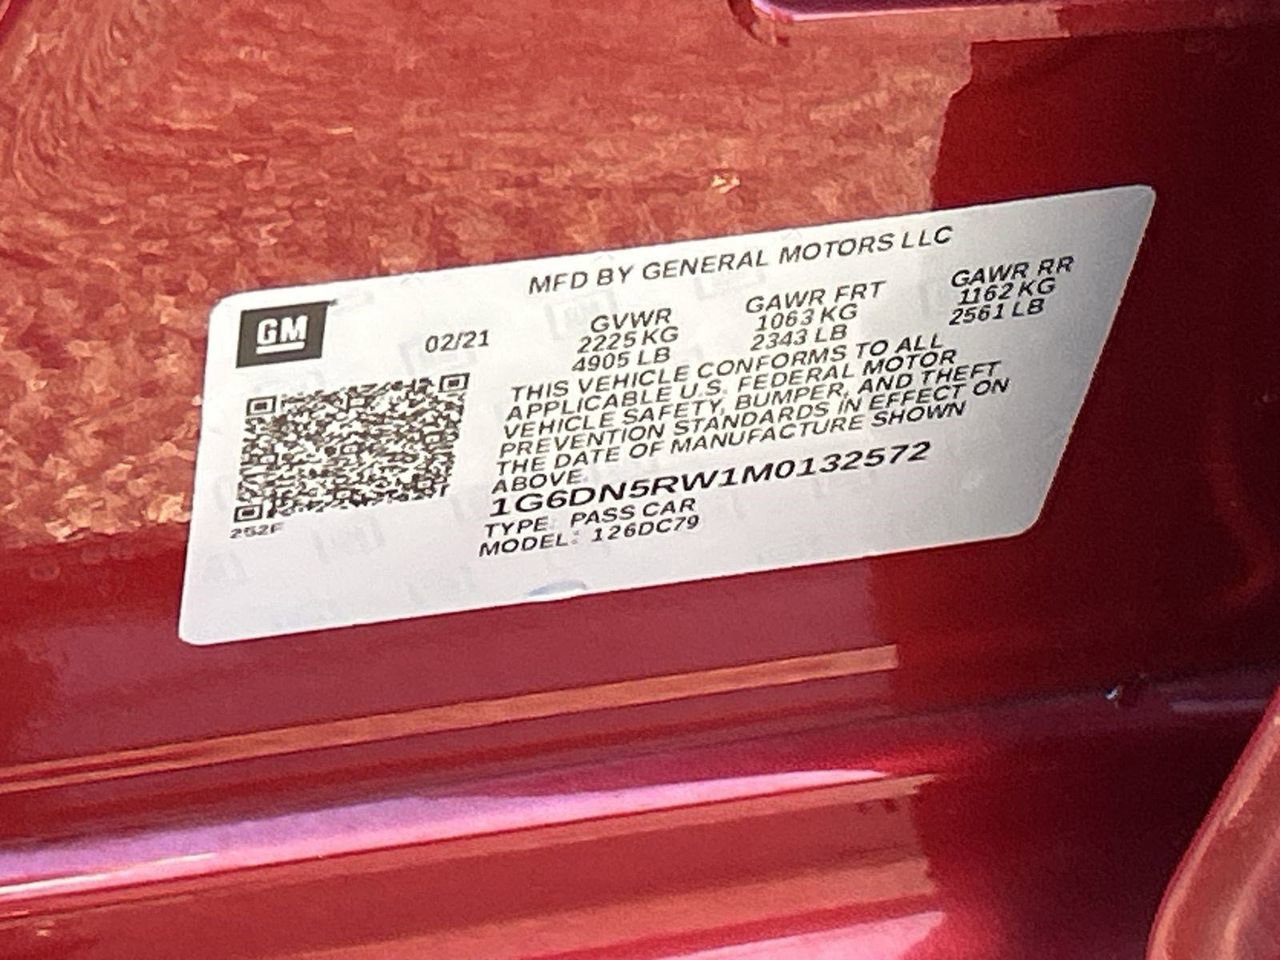 MFD BY GENERAL MOTORS LLC
GM
02/21
GVWR
2225 KG
4905 LB
GAWR FRT
1063 KG
2343 LB
GAWR RR
1162 KG
2561 LB
THIS VEHICLE CONFORMS TO ALL
APPLICABLE U.S. FEDERAL MOTOR
VEHICLE SAFETY, BUMPER, AND THEFT
PREVENTION STANDARDS IN EFFECT ON
THE DATE OF MANUFACTURE SHOWN
ABOVE.
1G6DN5RW1M0132572
TYPE: PASS CAR
MODEL: 126DC79
252F